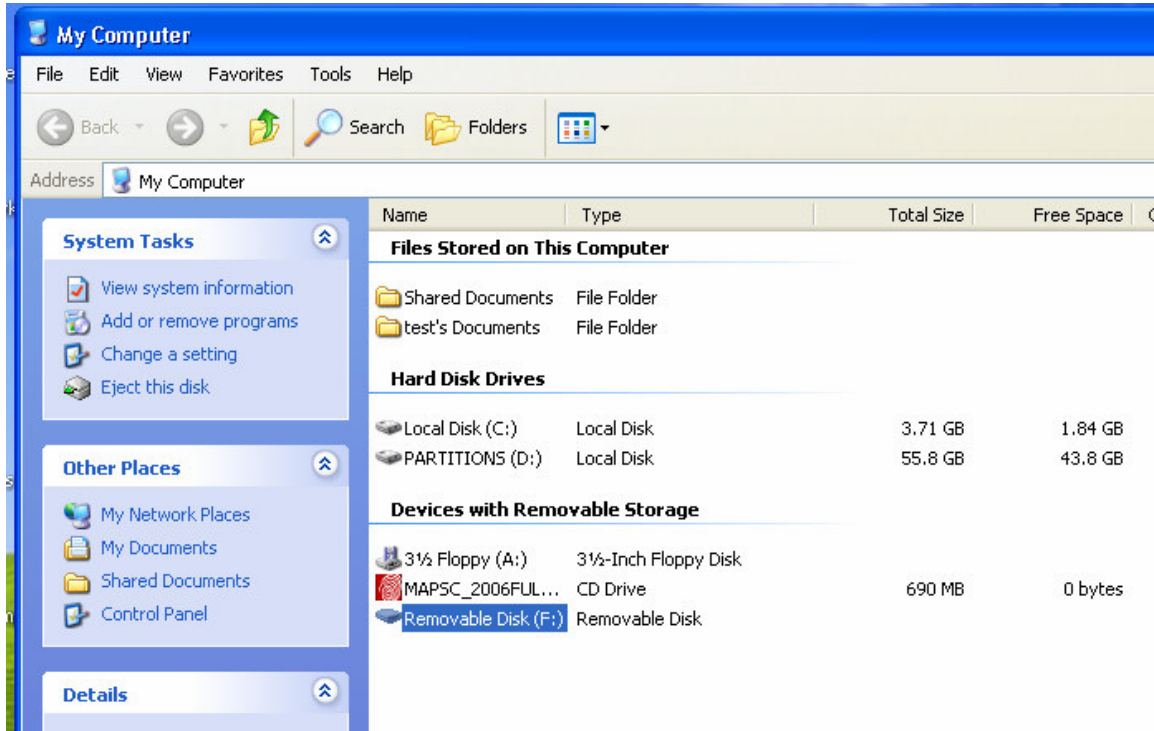 My Computer
File Edit View Favorites Tools Help
Back Search Folders
Address My Computer
System Tasks
View system information
Add or remove programs
Change a setting
Eject this disk
Other Places
My Network Places
My Documents
Shared Documents
Control Panel
Details
Name Type Total Size Free Space
Files Stored on This Computer
Shared Documents File Folder
test's Documents File Folder
Hard Disk Drives
Local Disk (C:) Local Disk 3.71 GB 1.84 GB
PARTITIONS (D:) Local Disk 55.8 GB 43.8 GB
Devices with Removable Storage
3½ Floppy (A:) 3½-Inch Floppy Disk
MAPSC_2006FUL... CD Drive 690 MB 0 bytes
Removable Disk (F:) Removable Disk